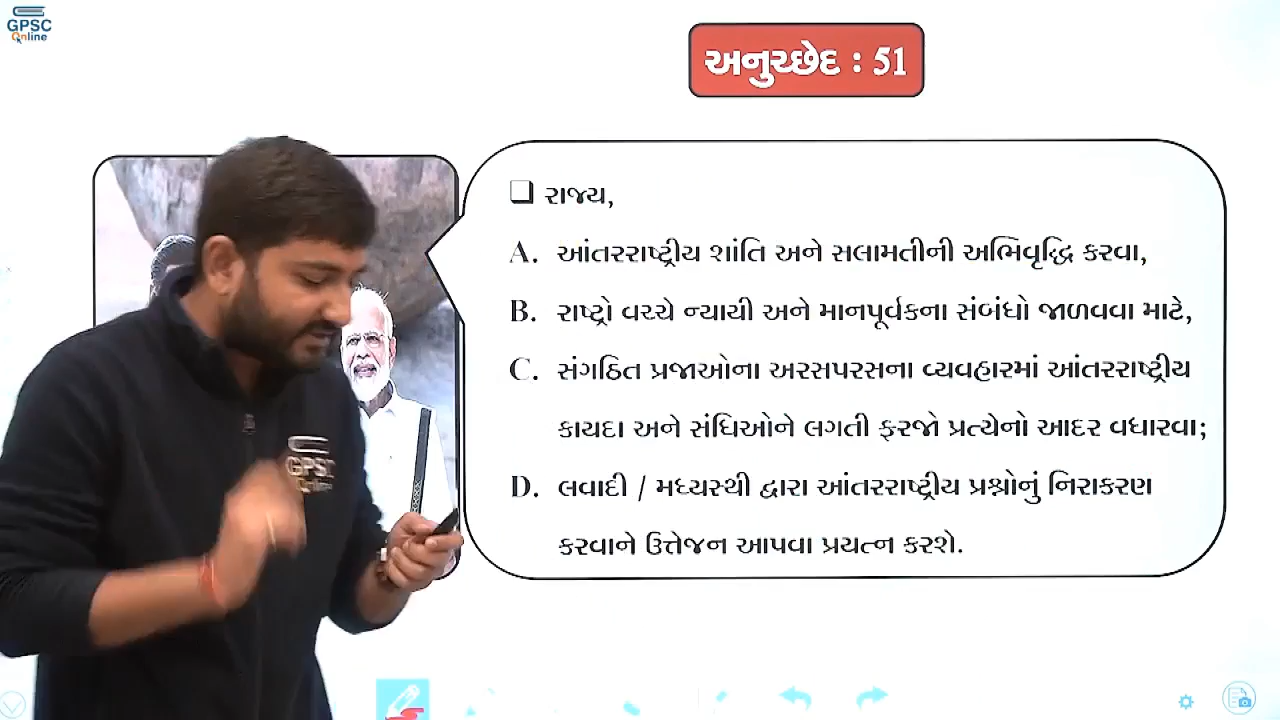 GPSC
Online
અનુચ્છેદ : 51
❑ રાજ્ય,
A. આંતરરાષ્ટ્રીય શાંતિ અને સલામતીની અભિવૃદ્ધિ કરવા,
B. રાષ્ટ્રો વચ્ચે ન્યાયી અને માનપૂર્વકના સંબંધો જાળવવા માટે,
C. સંગઠિત પ્રજાઓના અરસપરસના વ્યવહારમાં આંતરરાષ્ટ્રીય
કાયદા અને સંધિઓને લગતી ફરજો પ્રત્યેનો આદર વધારવા;
D. લવાદી / મધ્યસ્થી દ્વારા આંતરરાષ્ટ્રીય પ્રશ્નોનું નિરાકરણ
કરવાને ઉત્તેજન આપવા પ્રયત્ન કરશે.
GPSC
Online